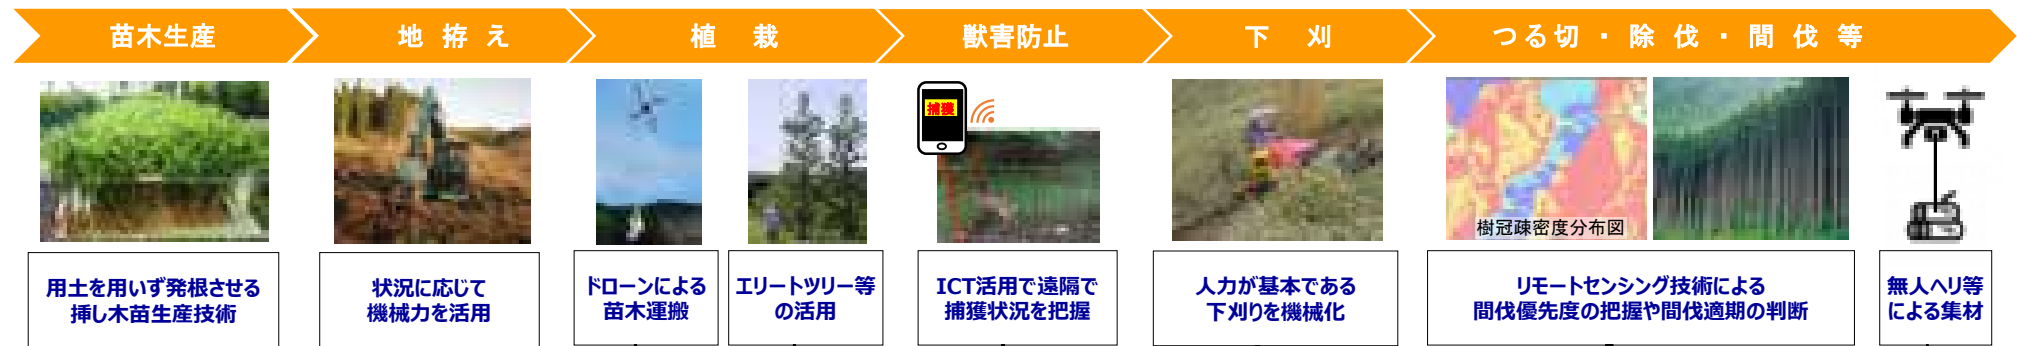 苗木生産
地拵え
植栽
獣害防止
下刈
つる切・除伐・間伐等
捕獲
樹冠疎密度分布図
用土を用いず発根させる
挿し木苗生産技術
状況に応じて
機械力を活用
ドローンによる
苗木運搬
エリートツリー等
の活用
ICT活用で遠隔で
捕獲状況を把握
人力が基本である
下刈りを機械化
リモートセンシング技術による
間伐優先度の把握や間伐適期の判断
無人ヘリ等
による集材